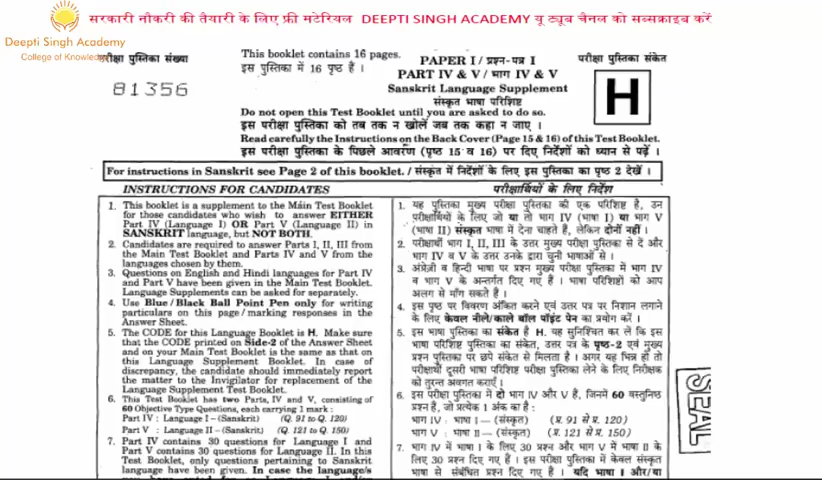 सरकारी नौकरी की तैयारी के लिए फ्री मटेरियल DEEPTI SINGH ACADEMY यू ट्यूब चैनल को सब्सक्राइब करें
Deepti Singh Academy
College of Knowledge
परीक्षा पुस्तिका संख्या
81356
This booklet contains 16 pages.
इस पुस्तिका में 16 पृष्ठ हैं ।
PAPER I / प्रश्न-पत्र I
PART IV & V / भाग IV & V
Sanskrit Language Supplement
संस्कृत भाषा परिशिष्ट
परीक्षा पुस्तिका संकेत
H
Do not open this Test Booklet until you are asked to do so.
इस परीक्षा पुस्तिका को तब तक न खोलें जब तक कहा न जाए ।
Read carefully the Instructions on the Back Cover (Page 15 & 16) of this Test Booklet.
इस परीक्षा पुस्तिका के पिछले आवरण (पृष्ठ 15 व 16) पर दिए निर्देशों को ध्यान से पढ़ें ।
For instructions in Sanskrit see Page 2 of this booklet. / संस्कृत में निर्देशों के लिए इस पुस्तिका का पृष्ठ 2 देखें ।
INSTRUCTIONS FOR CANDIDATES
1. This booklet is a supplement to the Main Test Booklet
for those candidates who wish to answer EITHER
Part IV (Language I) OR Part V (Language II) in
SANSKRIT language, but NOT BOTH.
2. Candidates are required to answer Parts I, II, III from
the Main Test Booklet and Parts IV and V from the
languages chosen by them.
3. Questions on English and Hindi languages for Part IV
and Part V have been given in the Main Test Booklet.
Language Supplements can be asked for separately.
4. Use Blue / Black Ball Point Pen only for writing
particulars on this page / marking responses in the
Answer Sheet.
5. The CODE for this Language Booklet is H. Make sure
that the CODE printed on Side-2 of the Answer Sheet
and on your Main Test Booklet is the same as that on
this Language Supplement Booklet. In case of
discrepancy, the candidate should immediately report
the matter to the Invigilator for replacement of the
Language Supplement Test Booklet.
6. This Test Booklet has two Parts, IV and V, consisting of
60 Objective Type Questions, each carrying 1 mark :
Part IV : Language I – (Sanskrit) (Q. 91 to Q. 120)
Part V : Language II – (Sanskrit) (Q. 121 to Q. 150)
7. Part IV contains 30 questions for Language I and
Part V contains 30 questions for Language II. In this
Test Booklet, only questions pertaining to Sanskrit
language have been given. In case the language/s
परीक्षार्थियों के लिए निर्देश
1. यह पुस्तिका मुख्य परीक्षा पुस्तिका की एक परिशिष्ट है, उन
परीक्षार्थियों के लिए जो या तो भाग IV (भाषा I) या भाग V
(भाषा II) संस्कृत भाषा में देना चाहते हैं, लेकिन दोनों नहीं ।
2. परीक्षार्थी भाग I, II, III के उत्तर मुख्य परीक्षा पुस्तिका से दें और
भाग IV व V के उत्तर उनके द्वारा चुनी भाषाओं से ।
3. अंग्रेज़ी व हिन्दी भाषा पर प्रश्न मुख्य परीक्षा पुस्तिका में भाग IV
व भाग V के अन्तर्गत दिए गए हैं । भाषा परिशिष्टों को आप
अलग से माँग सकते हैं ।
4. इस पृष्ठ पर विवरण अंकित करने एवं उत्तर पत्र पर निशान लगाने
के लिए केवल नीले/काले बॉल पॉइंट पेन का प्रयोग करें ।
5. इस भाषा पुस्तिका का संकेत है H. यह सुनिश्चित कर लें कि इस
भाषा परिशिष्ट पुस्तिका का संकेत, उत्तर पत्र के पृष्ठ-2 एवं मुख्य
प्रश्न पुस्तिका पर छपे संकेत से मिलता है । अगर यह भिन्न हो तो
परीक्षार्थी दूसरी भाषा परिशिष्ट परीक्षा पुस्तिका लेने के लिए निरीक्षक
को तुरन्त अवगत कराएँ ।
6. इस परीक्षा पुस्तिका में दो भाग IV और V हैं, जिनमें 60 वस्तुनिष्ठ
प्रश्न हैं, जो प्रत्येक 1 अंक का है :
भाग IV : भाषा I — (संस्कृत) (प्र. 91 से प्र. 120)
भाग V : भाषा II — (संस्कृत) (प्र. 121 से प्र. 150)
7. भाग IV में भाषा I के लिए 30 प्रश्न और भाग V में भाषा II के
लिए 30 प्रश्न दिए गए हैं । इस परीक्षा पुस्तिका में केवल संस्कृत
भाषा से संबंधित प्रश्न दिए गए हैं । यदि भाषा I और/या
SEAL